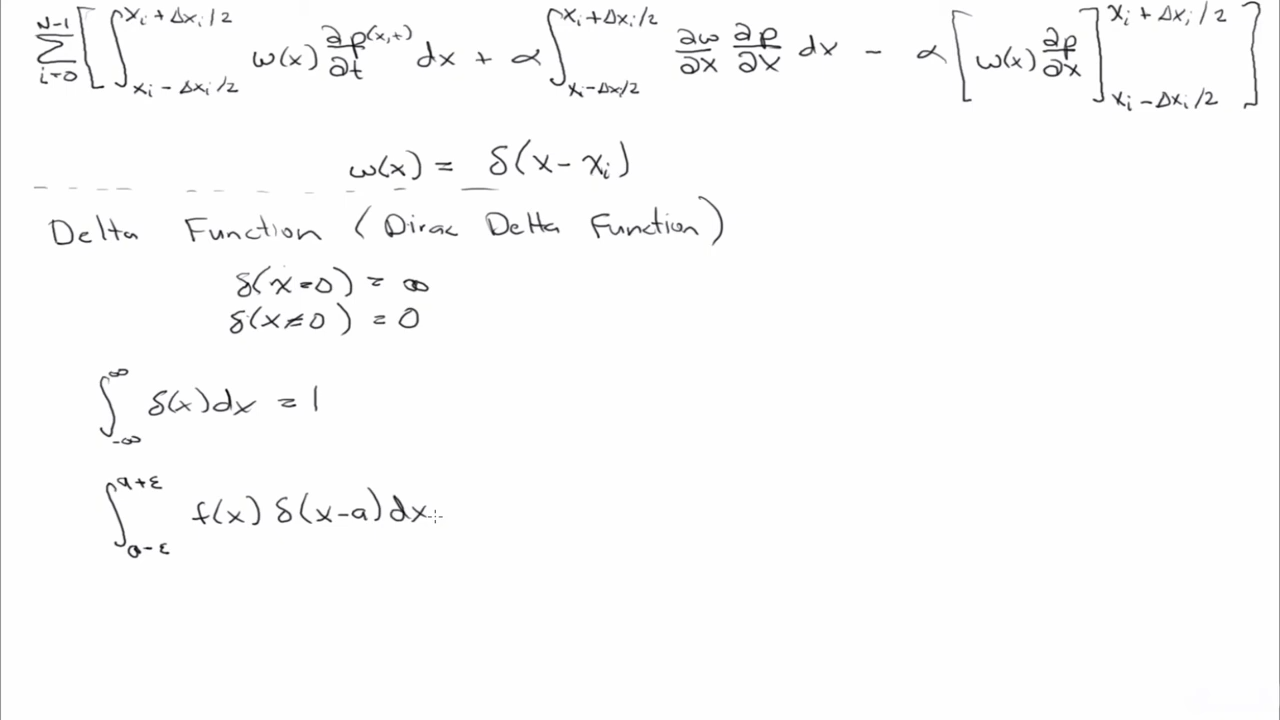 ∑_{i=0}^{N-1} [ ∫_{x_i - Δx_i/2}^{x_i + Δx_i/2} ω(x) ∂p^{(x,t)}/∂t dx + α ∫_{x_i - Δx/2}^{x_i + Δx_i/2} ∂ω/∂x ∂p/∂x dx - α [ ω(x) ∂p/∂x ]_{x_i - Δx_i/2}^{x_i + Δx_i/2} ]
ω(x) = δ(x - x_i)
Delta Function (Dirac Delta Function)
δ(x=0) = ∞
δ(x≠0) = 0
∫_{-∞}^{∞} δ(x)dx = 1
∫_{a-ε}^{a+ε} f(x) δ(x-a)dx